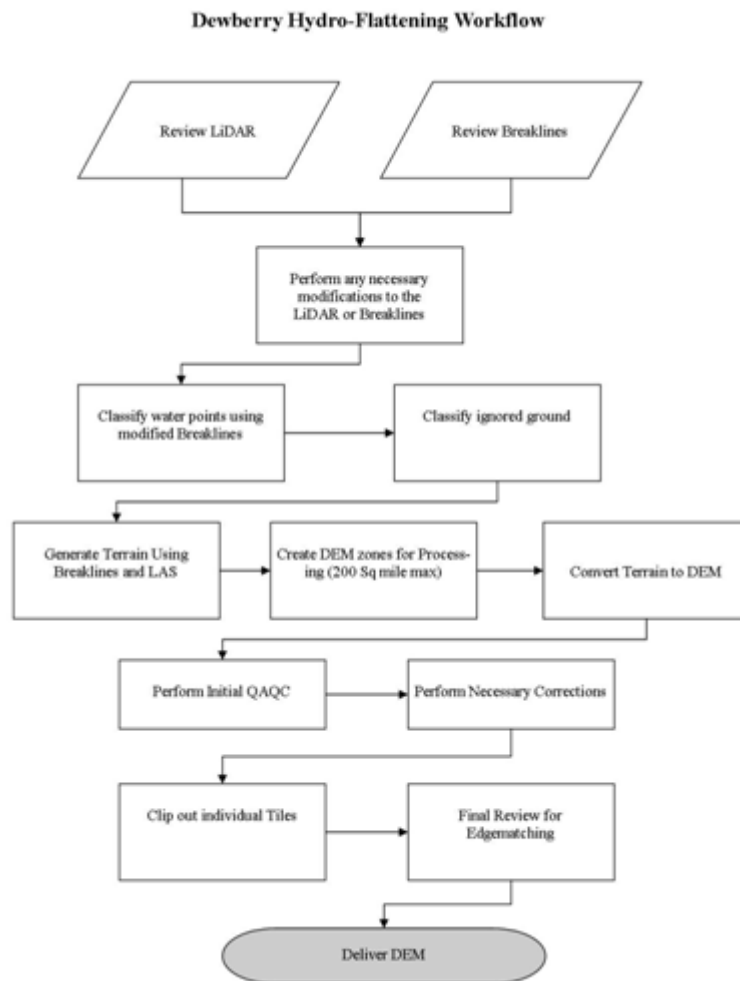 Dewberry Hydro-Flattening Workflow
Review LiDAR
Review Breaklines
Perform any necessary
modifications to the
LiDAR or Breaklines
Classify water points using
modified Breaklines
Classify ignored ground
Generate Terrain Using
Breaklines and LAS
Create DEM zones for Process-
ing (200 Sq mile max)
Convert Terrain to DEM
Perform Initial QAQC
Perform Necessary Corrections
Clip out individual Tiles
Final Review for
Edgematching
Deliver DEM